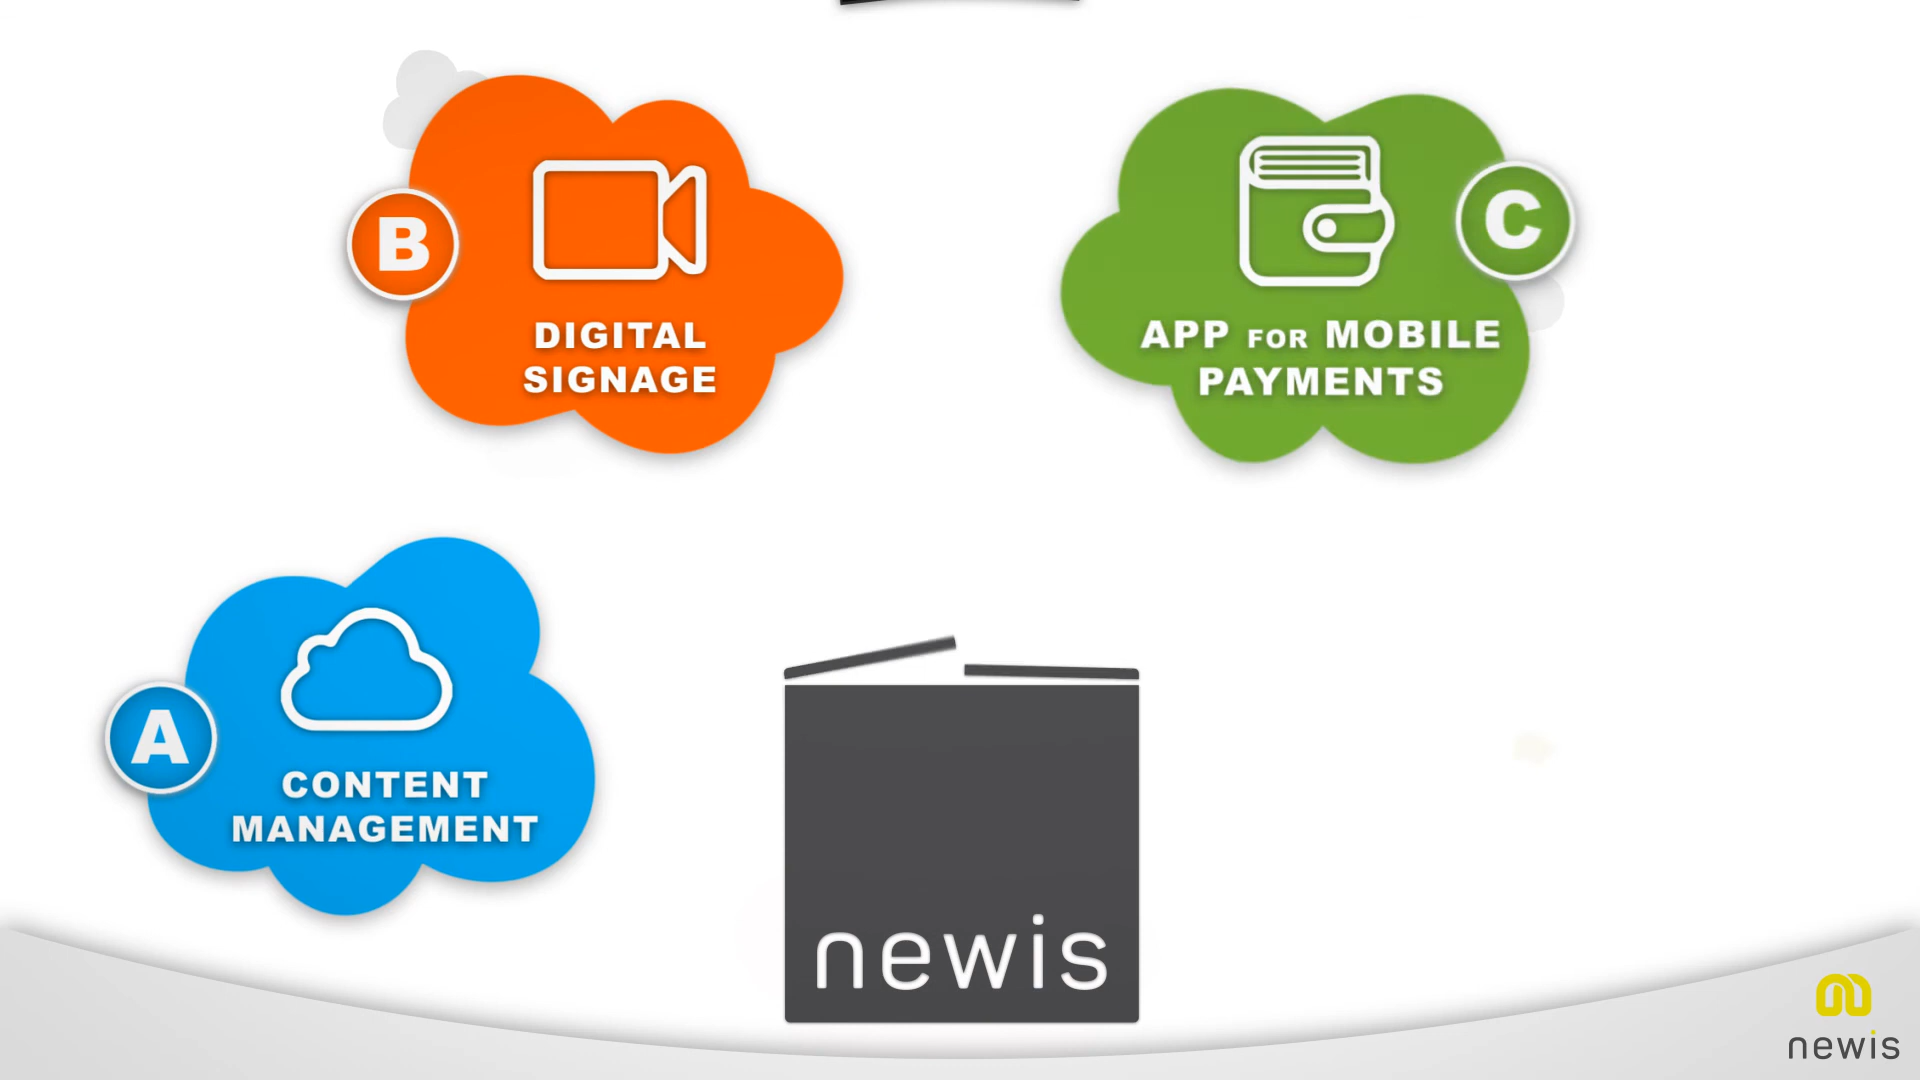 B
DIGITAL
SIGNAGE
C
APP FOR MOBILE
PAYMENTS
A
CONTENT
MANAGEMENT
newis
newis